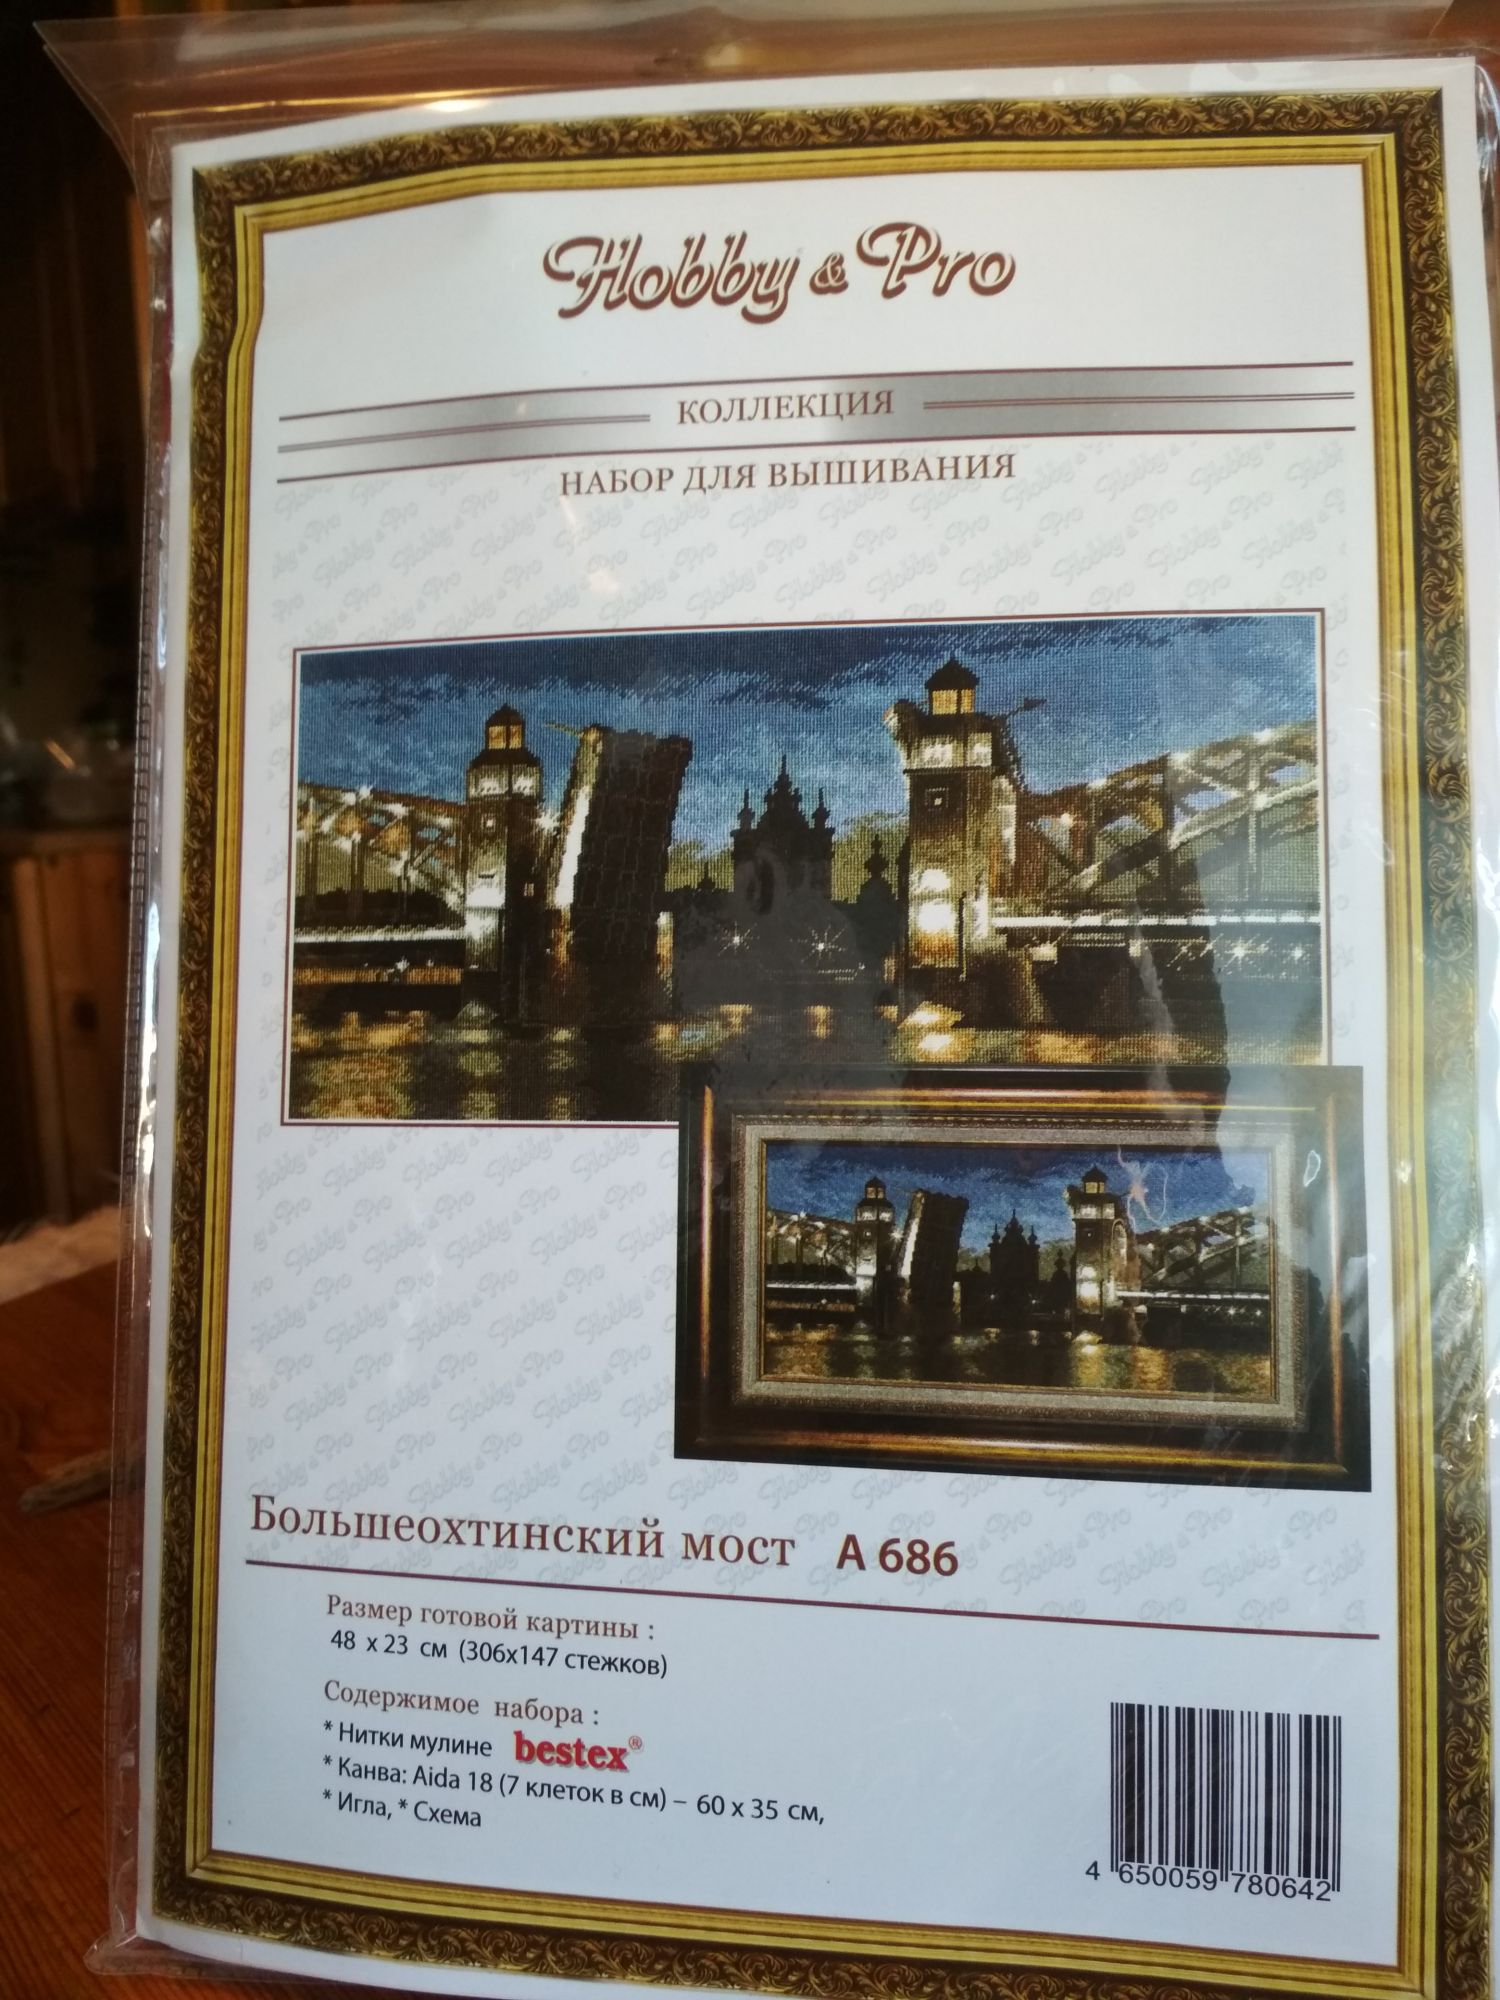 Hobby & Pro
КОЛЛЕКЦИЯ
НАБОР ДЛЯ ВЫШИВАНИЯ
Большеохтинский мост А 686
Размер готовой картины :
48 х 23 см (306х147 стежков)
Содержимое набора :
* Нитки мулине bestex®
* Канва: Aida 18 (7 клеток в см) – 60 х 35 см,
* Игла, * Схема
4 650059 780642